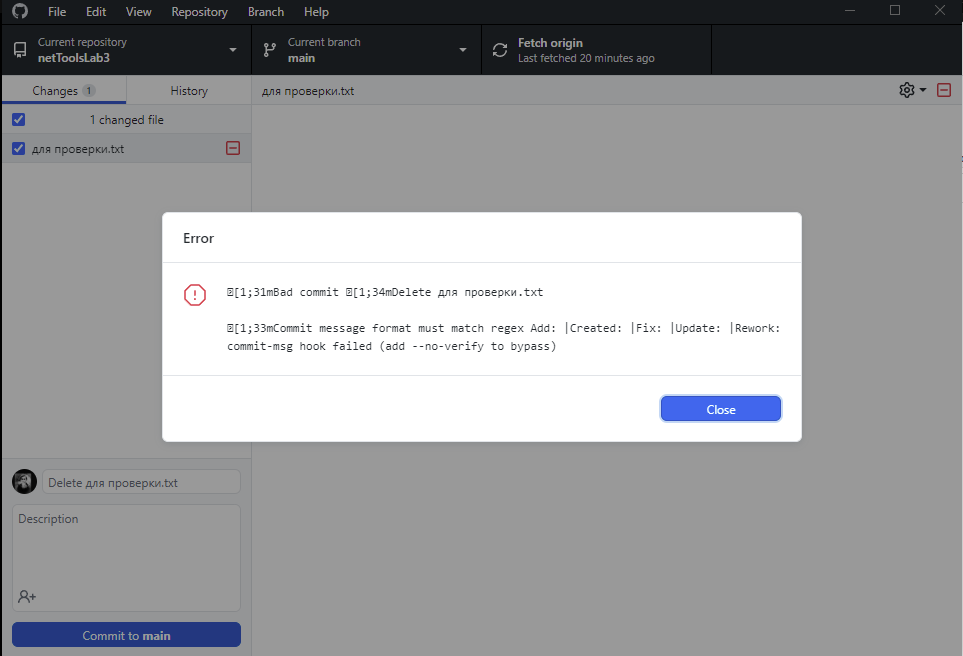 File Edit View Repository Branch Help
Current repository
netToolsLab3
Current branch
main
Fetch origin
Last fetched 20 minutes ago
Changes 1
History
для проверки.txt
1 changed file
для проверки.txt
Error
[1;31mBad commit [1;34mDelete для проверки.txt
[1;33mCommit message format must match regex Add: |Created: |Fix: |Update: |Rework:
commit-msg hook failed (add --no-verify to bypass)
Close
Delete для проверки.txt
Description
Commit to main